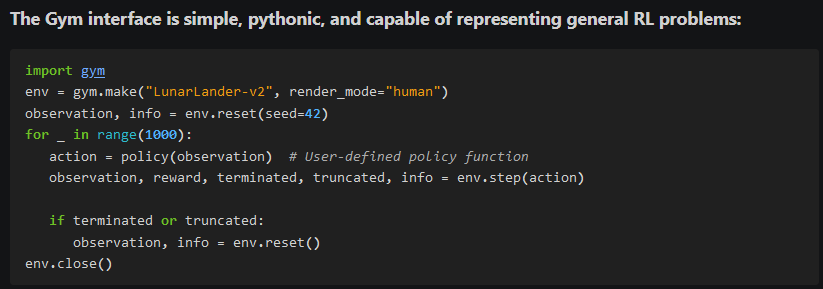 The Gym interface is simple, pythonic, and capable of representing general RL problems:
import gym
env = gym.make("LunarLander-v2", render_mode="human")
observation, info = env.reset(seed=42)
for _ in range(1000):
   action = policy(observation)  # User-defined policy function
   observation, reward, terminated, truncated, info = env.step(action)

   if terminated or truncated:
      observation, info = env.reset()
env.close()